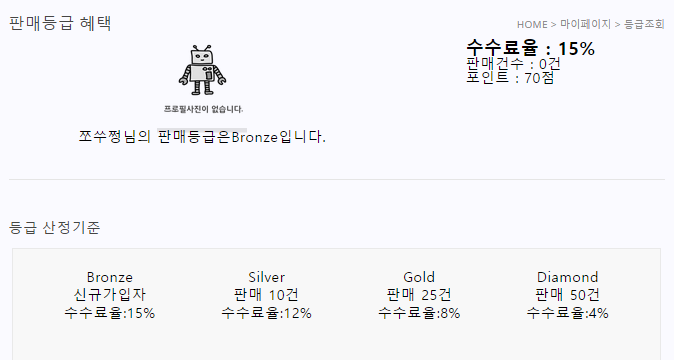 판매등급 혜택
HOME > 마이페이지 > 등급조회
프로필사진이 없습니다.
쪼쑤쩡님의 판매등급은Bronze입니다.
수수료율 : 15%
판매건수 : 0건
포인트 : 70점
등급 산정기준
Bronze
신규가입자
수수료율:15%
Silver
판매 10건
수수료율:12%
Gold
판매 25건
수수료율:8%
Diamond
판매 50건
수수료율:4%